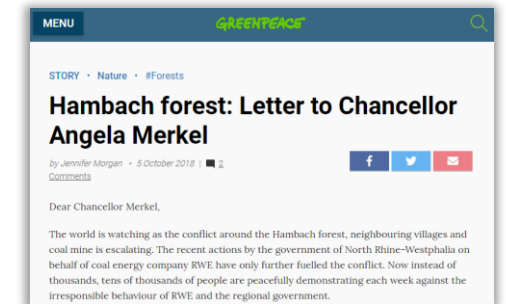 MENU
GREENPEACE
STORY · Nature · #Forests
Hambach forest: Letter to Chancellor
Angela Merkel
by Jennifer Morgan · 5 October 2018 | 2
Comments
Dear Chancellor Merkel,
The world is watching as the conflict around the Hambach forest, neighbouring villages and
coal mine is escalating. The recent actions by the government of North Rhine-Westphalia on
behalf of coal energy company RWE have only further fuelled the conflict. Now instead of
thousands, tens of thousands of people are peacefully demonstrating each week against the
irresponsible behaviour of RWE and the regional government.